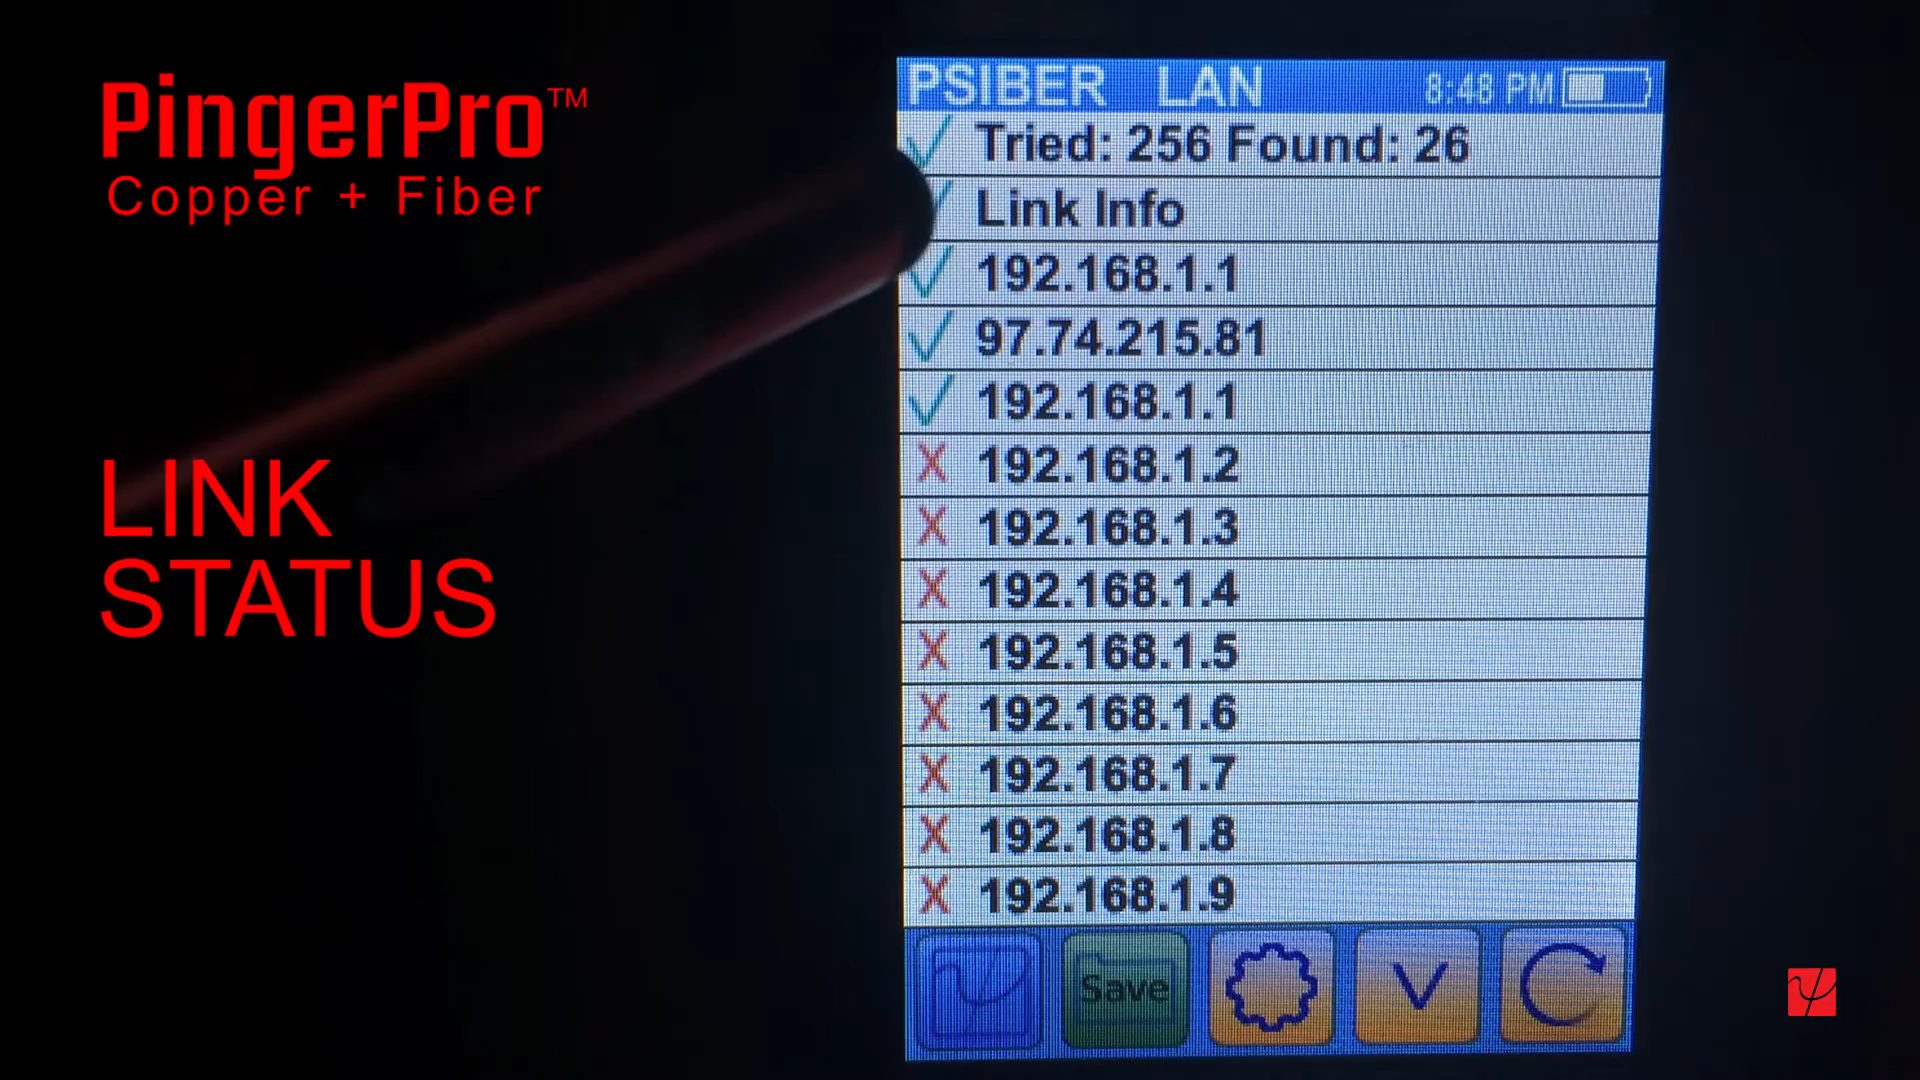 PingerPro™
Copper + Fiber
LINK
STATUS
PSIBER LAN 8:48 PM
Tried: 256 Found: 26
Link Info
192.168.1.1
97.74.215.81
192.168.1.1
192.168.1.2
192.168.1.3
192.168.1.4
192.168.1.5
192.168.1.6
192.168.1.7
192.168.1.8
192.168.1.9
Save